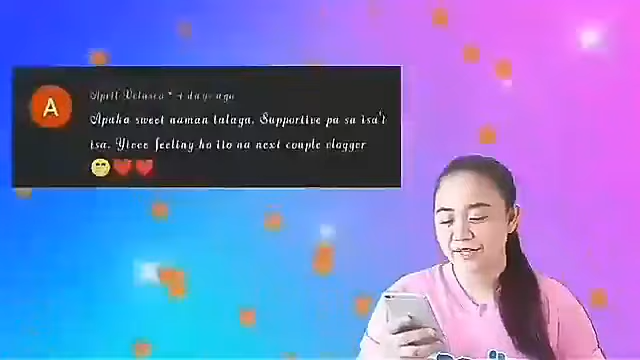 A
April Velasco • 4 days ago
Apaka sweet naman talaga. Supportive pa sa isa't
isa. Yieee feeling ko ito na next couple vlogger